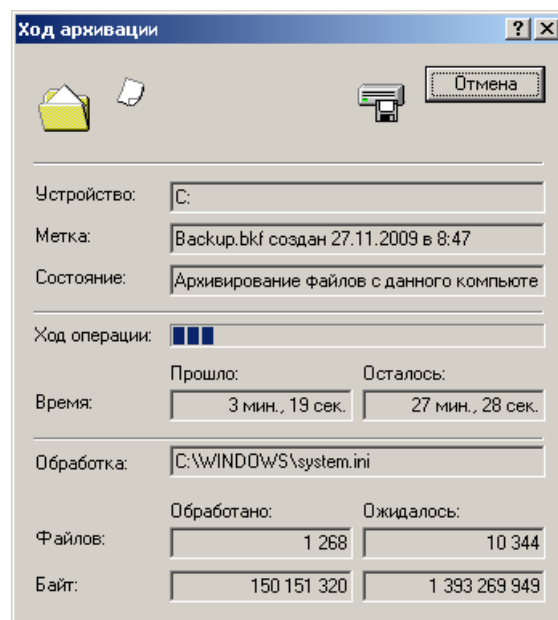 Ход архивации
Отмена
Устройство: C:
Метка: Backup.bkf создан 27.11.2009 в 8:47
Состояние: Архивирование файлов с данного компьюте
Ход операции:
Прошло: Осталось:
Время: 3 мин., 19 сек. 27 мин., 28 сек.
Обработка: C:\WINDOWS\system.ini
Обработано: Ожидалось:
Файлов: 1 268 10 344
Байт: 150 151 320 1 393 269 949